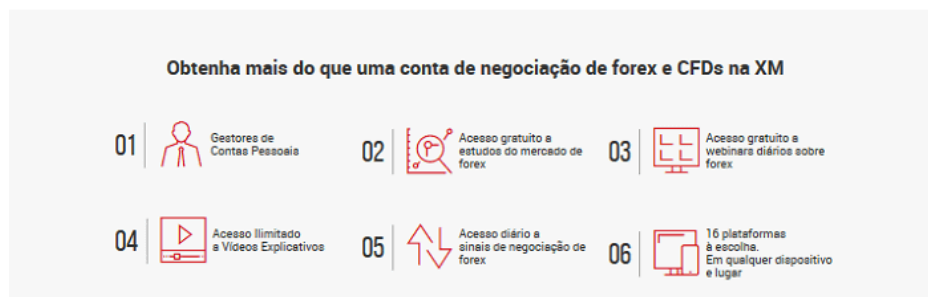 Obtenha mais do que uma conta de negociação de forex e CFDs na XM
01
Gestores de
Contas Pessoais
02
Acesso gratuito a
estudos do mercado de
forex
03
Acesso gratuito a
webinars diários sobre
forex
04
Acesso Ilimitado
a Vídeos Explicativos
05
Acesso diário a
sinais de negociação de
forex
06
16 plataformas
à escolha.
Em qualquer dispositivo
e lugar